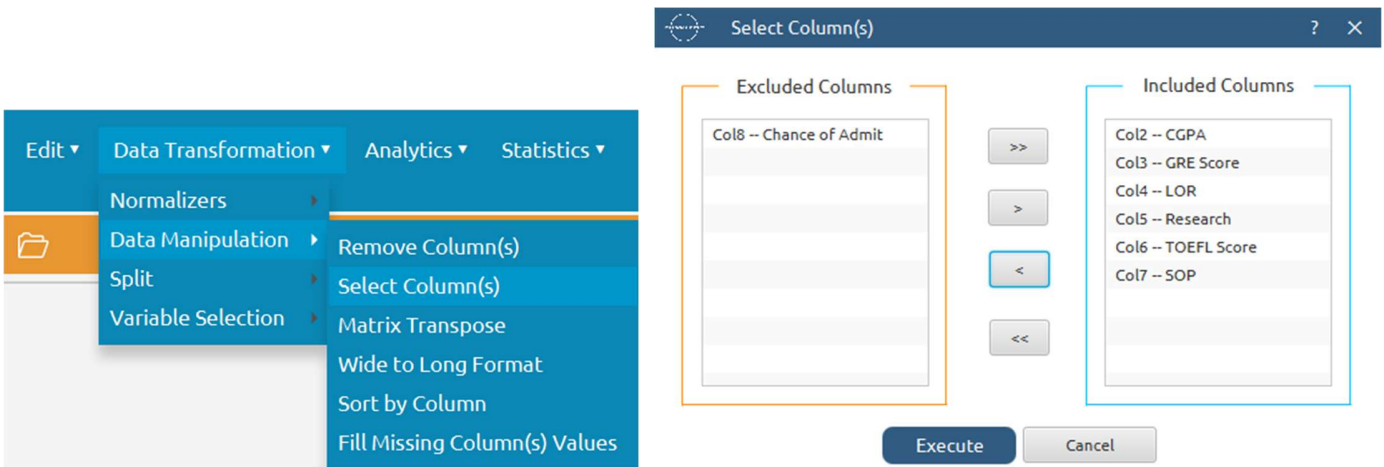 Edit ▾ Data Transformation ▾ Analytics ▾ Statistics ▾
Normalizers
Data Manipulation
Split
Variable Selection
Remove Column(s)
Select Column(s)
Matrix Transpose
Wide to Long Format
Sort by Column
Fill Missing Column(s) Values
Select Column(s) ? ×
Excluded Columns
Col8 -- Chance of Admit
>>
>
<
<<
Included Columns
Col2 -- CGPA
Col3 -- GRE Score
Col4 -- LOR
Col5 -- Research
Col6 -- TOEFL Score
Col7 -- SOP
Execute Cancel